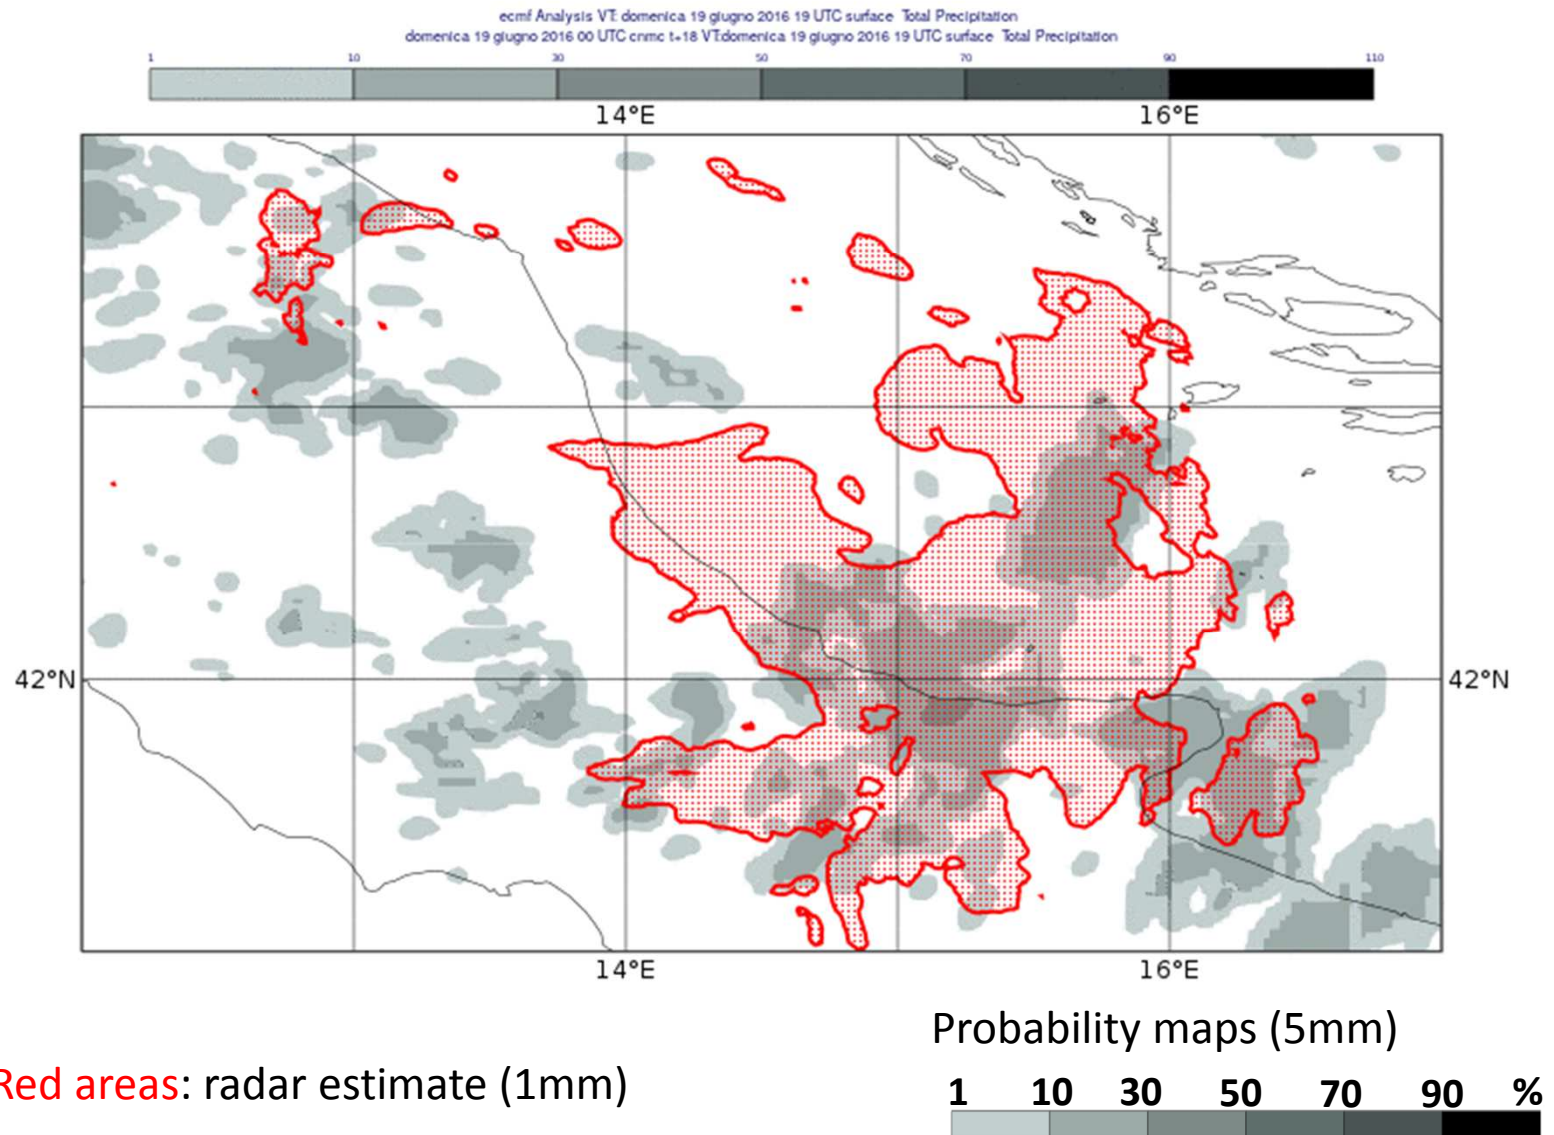 ecmf Analysis VT: domenica 19 giugno 2016 19 UTC surface Total Precipitation
domenica 19 giugno 2016 00 UTC cnmc t+18 VT:domenica 19 giugno 2016 19 UTC surface Total Precipitation
1 10 30 50 70 90 110
14°E 16°E
42°N 42°N
14°E 16°E
Probability maps (5mm)
Red areas: radar estimate (1mm)
1 10 30 50 70 90 %